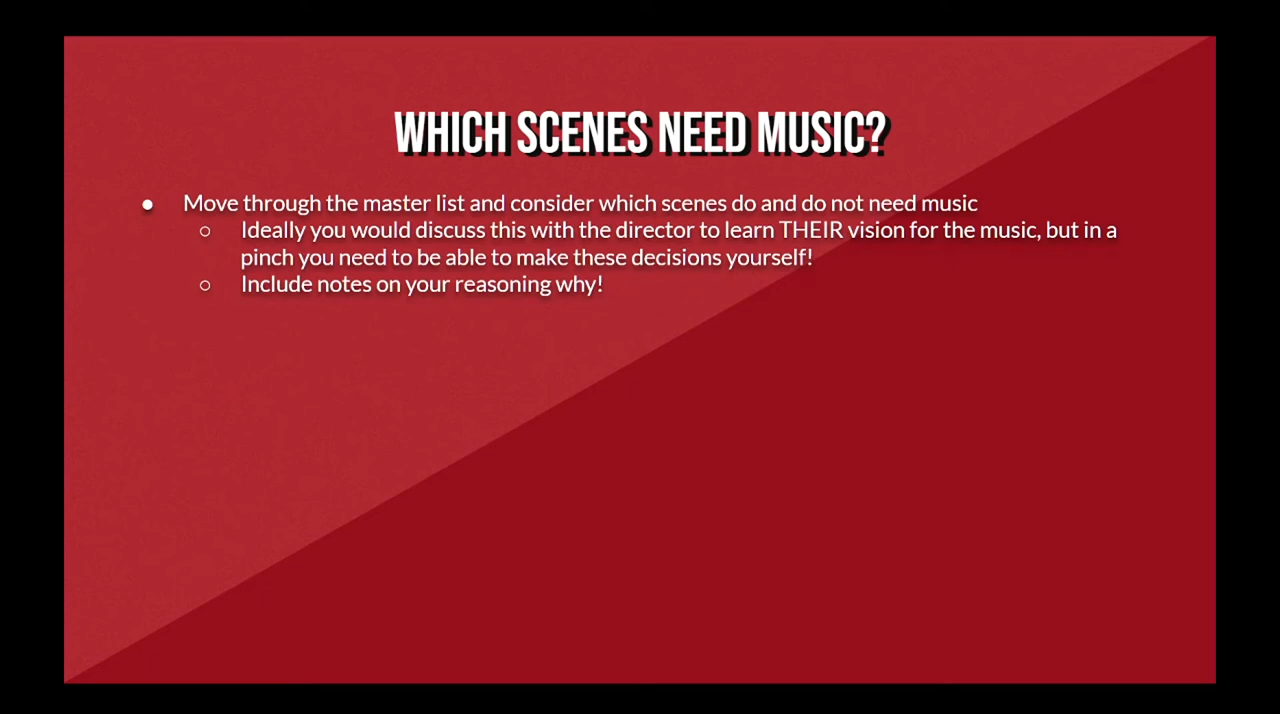 WHICH SCENES NEED MUSIC?
● Move through the master list and consider which scenes do and do not need music
○ Ideally you would discuss this with the director to learn THEIR vision for the music, but in a
pinch you need to be able to make these decisions yourself!
○ Include notes on your reasoning why!